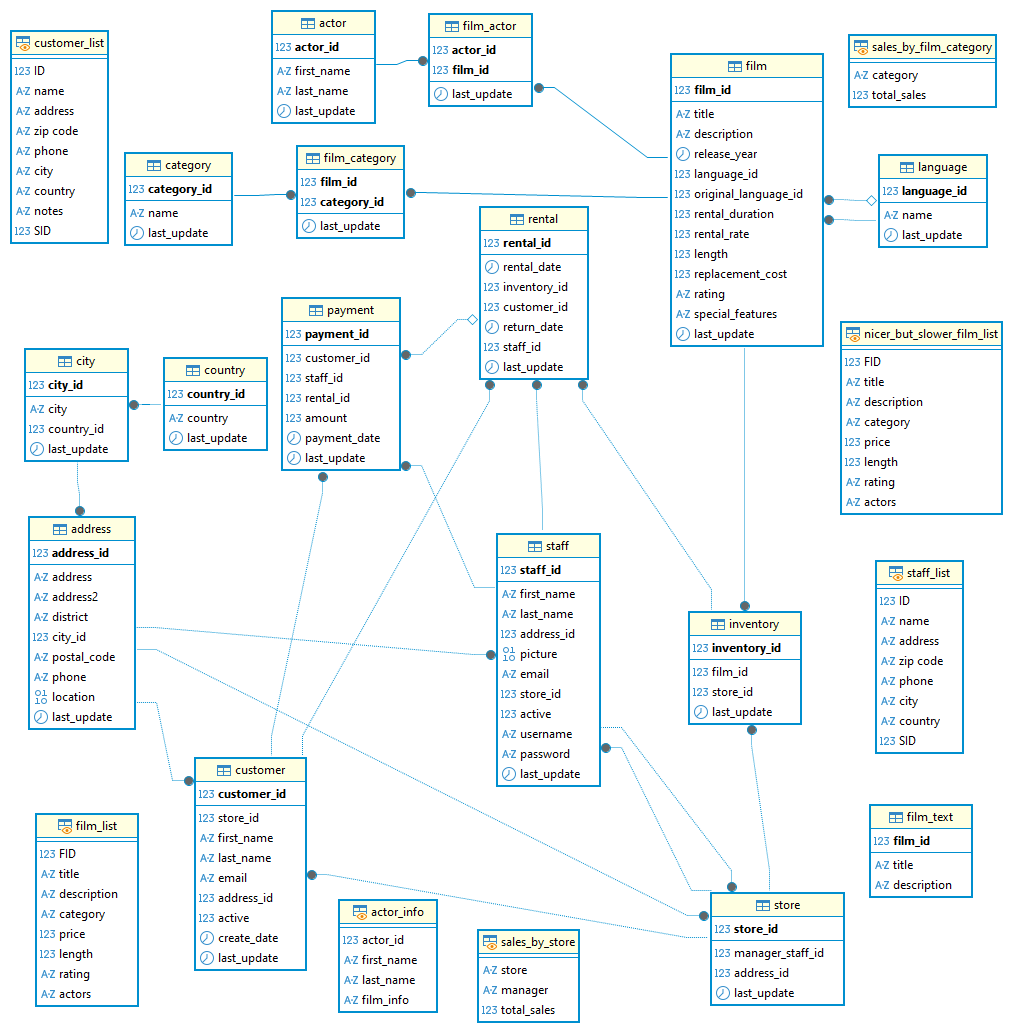 customer_list
123 ID
A-Z name
A-Z address
A-Z zip code
A-Z phone
A-Z city
A-Z country
A-Z notes
123 SID
actor
123 actor_id
A-Z first_name
A-Z last_name
last_update
film_actor
123 actor_id
123 film_id
last_update
film
123 film_id
A-Z title
A-Z description
release_year
123 language_id
123 original_language_id
123 rental_duration
123 rental_rate
123 length
123 replacement_cost
A-Z rating
A-Z special_features
last_update
sales_by_film_category
A-Z category
123 total_sales
category
123 category_id
A-Z name
last_update
film_category
123 film_id
123 category_id
last_update
language
123 language_id
A-Z name
last_update
rental
123 rental_id
rental_date
123 inventory_id
123 customer_id
return_date
123 staff_id
last_update
payment
123 payment_id
123 customer_id
123 staff_id
123 rental_id
123 amount
payment_date
last_update
nicer_but_slower_film_list
123 FID
A-Z title
A-Z description
A-Z category
123 price
123 length
A-Z rating
A-Z actors
city
123 city_id
A-Z city
123 country_id
last_update
country
123 country_id
A-Z country
last_update
address
123 address_id
A-Z address
A-Z address2
A-Z district
123 city_id
A-Z postal_code
A-Z phone
010 location
last_update
staff
123 staff_id
A-Z first_name
A-Z last_name
123 address_id
010 picture
A-Z email
123 store_id
123 active
A-Z username
A-Z password
last_update
inventory
123 inventory_id
123 film_id
123 store_id
last_update
staff_list
123 ID
A-Z name
A-Z address
A-Z zip code
A-Z phone
A-Z city
A-Z country
123 SID
customer
123 customer_id
123 store_id
A-Z first_name
A-Z last_name
A-Z email
123 address_id
123 active
create_date
last_update
film_list
123 FID
A-Z title
A-Z description
A-Z category
123 price
123 length
A-Z rating
A-Z actors
actor_info
123 actor_id
A-Z first_name
A-Z last_name
A-Z film_info
sales_by_store
A-Z store
A-Z manager
123 total_sales
store
123 store_id
123 manager_staff_id
123 address_id
last_update
film_text
123 film_id
A-Z title
A-Z description